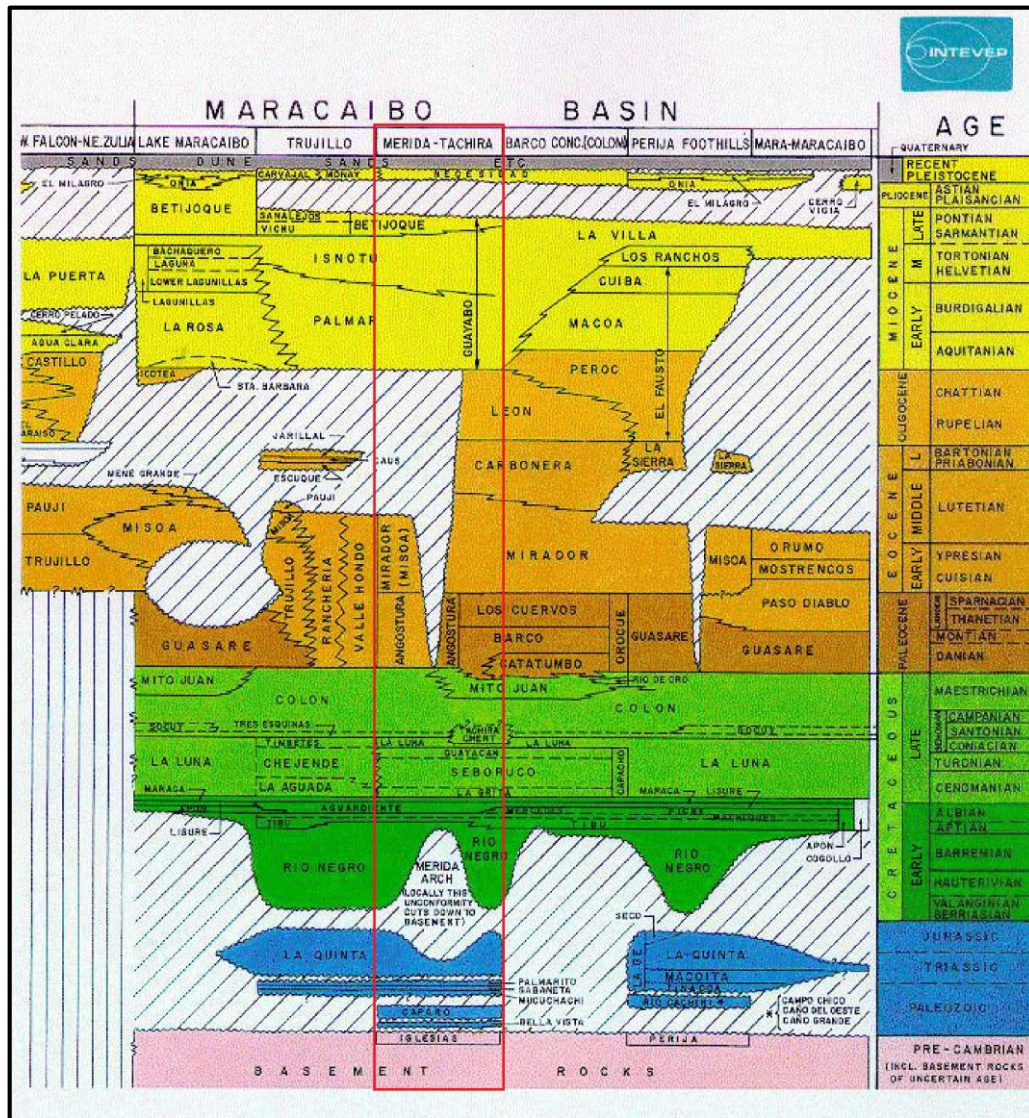 INTEVEP
MARACAIBO BASIN
AGE
W. FALCON-N.E. ZULIA LAKE MARACAIBO TRUJILLO MERIDA-TACHIRA BARCO CONC.(COLOM) PERIJA FOOTHILLS MARA-MARACAIBO
QUATERNARY
SANDS DUNE SANDS ETC.
EL MILAGRO ONIA CARVAJAL S MONAY NECESIDAD ONIA EL MILAGRO CERRO VIGIA
RECENT
PLEISTOCENE
PLIOCENE ASTIAN
PLAISANCIAN
BETIJOQUE SANALEJOS
VICHU BETIJOQUE LA VILLA
MIOCENE LATE PONTIAN
SARMANTIAN
LA PUERTA BACHAQUERO ISNOTU LOS RANCHOS
LAGUNA
LOWER LAGUNILLAS CUIBA
LAGUNILLAS
M TORTONIAN
HELVETIAN
CERRO PELADO
AGUA CLARA LA ROSA PALMAR GUAYABO MACOA
EARLY BURDIGALIAN
AQUITANIAN
CASTILLO ICOTEA STA. BARBARA PEROC
LEON EL FAUSTO
OLIGOCENE CHATTIAN
RUPELIAN
JARILLAL
CAUS
ESCUQUE
CARBONERA LA SIERRA LA SIERRA
EOCENE L BARTONIAN
PRIABONIAN
MENE GRANDE
PAUJI MISOA PAUJI
MISOA
MIDDLE LUTETIAN
TRUJILLO TRUJILLO RANCHERIA VALLE HONDO MIRADOR (MISOA) MIRADOR MISOA ORUMO
MOSTRENCOS
EARLY YPRESIAN
CUISIAN
GUASARE ANGOSTURA ANGOSTURA LOS CUERVOS
BARCO
CATATUMBO
OROCUE GUASARE PASO DIABLO
GUASARE
PALEOCENE SPARNACIAN
THANETIAN
MONTIAN
DANIAN
MITO JUAN COLON MITO JUAN RIO DE ORO COLON
CRETACEOUS LATE MAESTRICHIAN
SOCUY TRES ESQUINAS TACHIRA CHERT SOCUY
CAMPANIAN
SANTONIAN
CONIACIAN
LA LUNA TIMBETES LA LUNA LA LUNA
CHEJENDE GUAYACAN
SEBORUCO CAPACHO LA LUNA
TURONIAN
LA AGUADA LA GRITA
CENOMANIAN
MARACA MARACA LISURE
APON AGUARDIENTE MERCEDES PICHE
MACHIQUES
LISURE TIBU TIBU APON
COGOLLO
EARLY ALBIAN
APTIAN
RIO NEGRO RIO NEGRO RIO NEGRO
BARREMIAN
HAUTERIVIAN
VALANGINIAN
BERRIASIAN
MERIDA
ARCH
(LOCALLY THIS
UNCONFORMITY
CUTS DOWN TO
BASEMENT)
SECO
LA QUINTA LA GE LA QUINTA
MACOITA
TINACOA
JURASSIC
TRIASSIC
PALMARITO
SABANETA
MUCUCHACHI
CAPARO
BELLA VISTA
RIO CACHIRI *
* CAMPO CHICO
CAÑO DEL OESTE
CAÑO GRANDE
PALEOZOIC
IGLESIAS PERIJA
BASEMENT ROCKS
PRE-CAMBRIAN
(INCL. BASEMENT ROCKS
OF UNCERTAIN AGE)